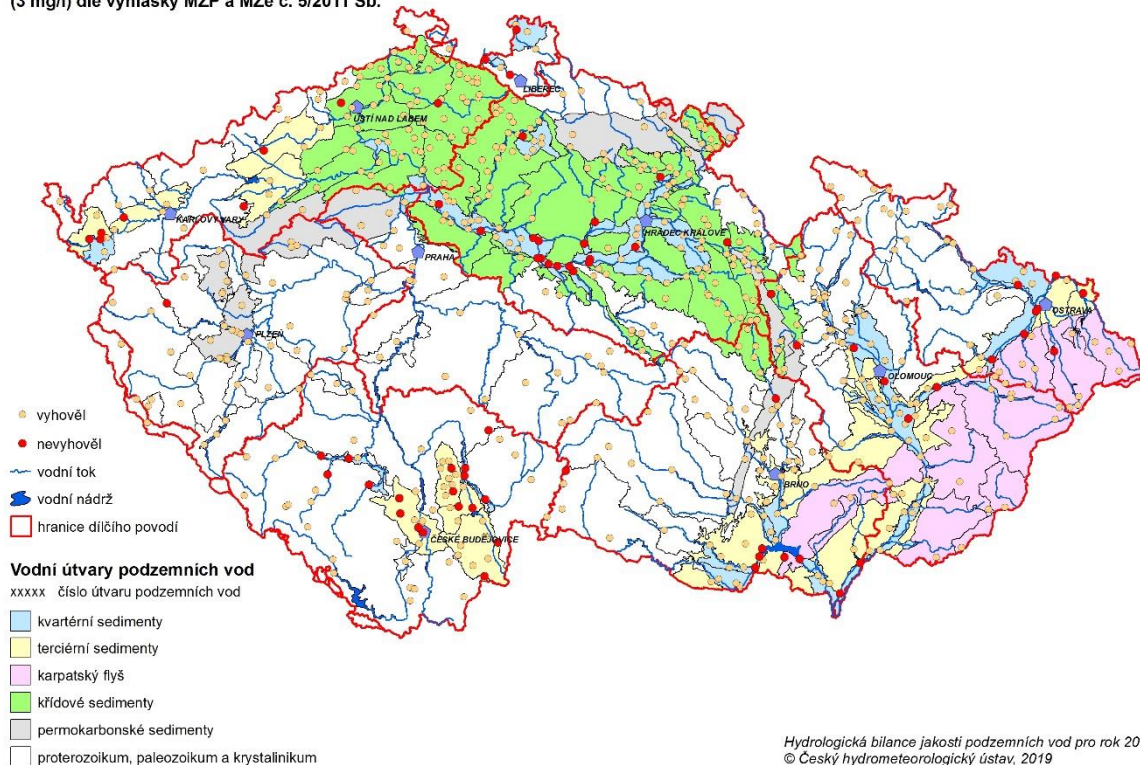 (3 mg/l) dle vyhlášky MŽP a MZe č. 5/2011 Sb.
LIBEREC
ÚSTÍ NAD LABEM
KARLOVY VARY
HRADEC KRÁLOVÉ
PRAHA
OSTRAVA
PLZEŇ
OLOMOUC
BRNO
ČESKÉ BUDĚJOVICE
vyhověl
nevyhověl
vodní tok
vodní nádrž
hranice dílčího povodí
Vodní útvary podzemních vod
xxxxx číslo útvaru podzemních vod
kvartérní sedimenty
terciérní sedimenty
karpatský flyš
křídové sedimenty
permokarbonské sedimenty
proterozoikum, paleozoikum a krystalinikum
Hydrologická bilance jakosti podzemních vod pro rok 20
© Český hydrometeorologický ústav, 2019